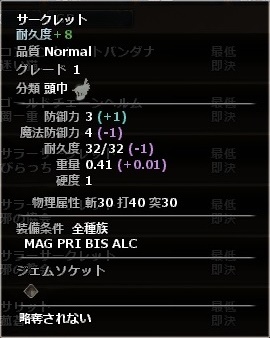 サークレット
耐久度+8
品質 Normal
グレード 1
分類 頭巾
防御力 3 (+1)
魔法防御力 4 (-1)
耐久度 32/32 (-1)
重量 0.41 (+0.01)
硬度 1
物理属性 斬30 打40 突30
装備条件 全種族
MAG PRI BIS ALC
ジェムソケット
略奪されない